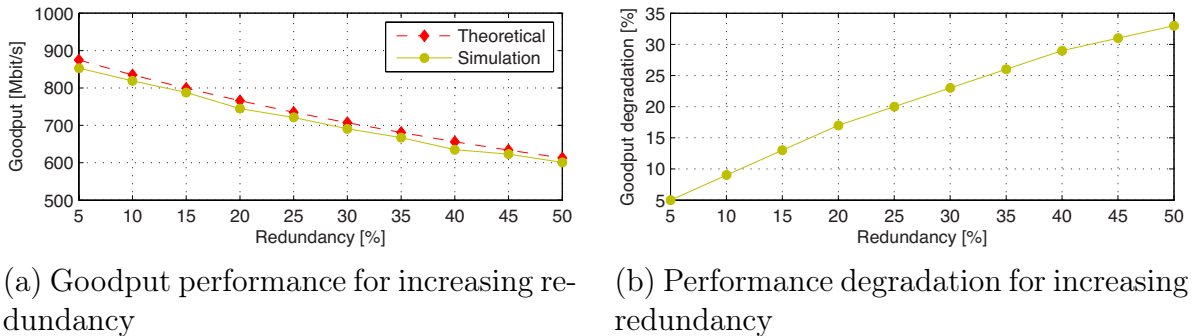 1000
900
800
700
600
500
Goodput [Mbit/s]
Theoretical
Simulation
5 10 15 20 25 30 35 40 45 50
Redundancy [%]
(a) Goodput performance for increasing re-
dundancy
35
33
25
20
15
10
5
Goodput degradation [%]
5 10 15 20 25 30 35 40 45 50
Redundancy [%]
(b) Performance degradation for increasing
redundancy